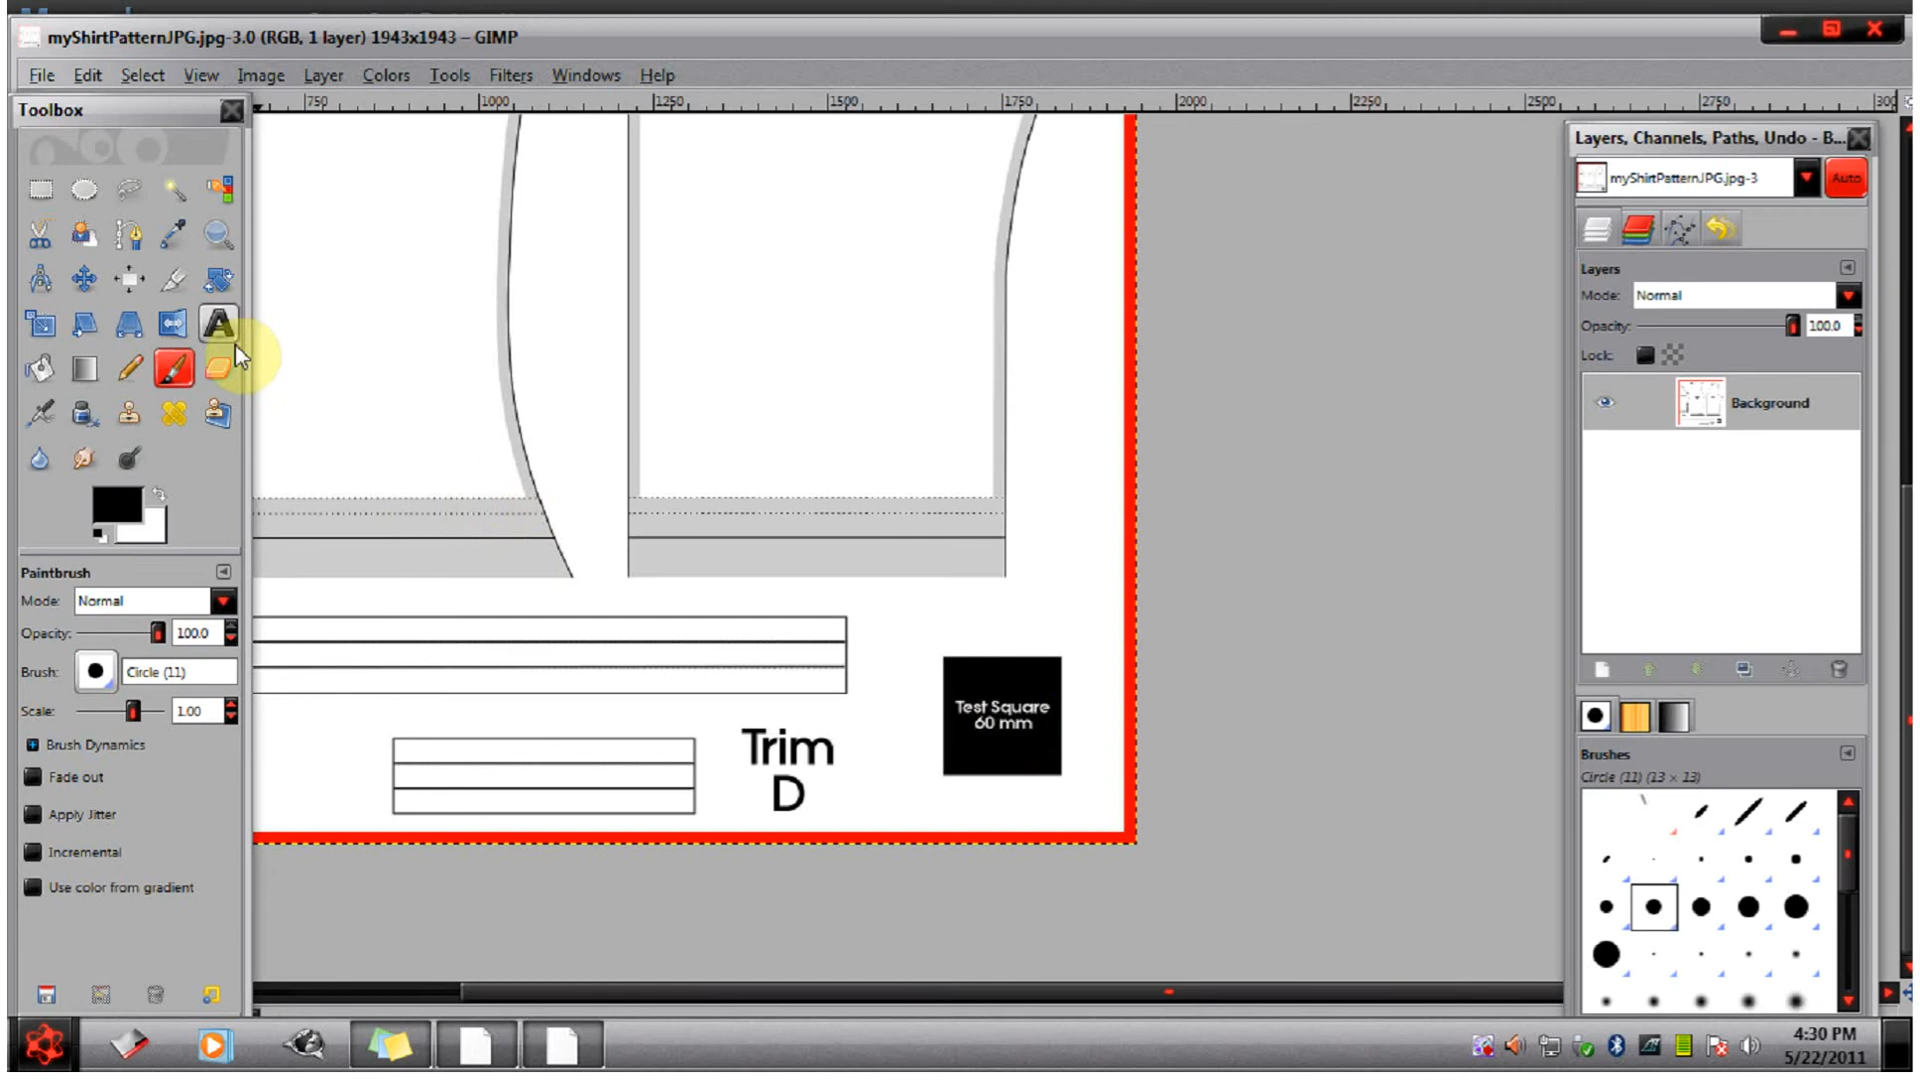 myShirtPatternJPG.jpg-3.0 (RGB, 1 layer) 1943x1943 – GIMP
File Edit Select View Image Layer Colors Tools Filters Windows Help
Toolbox
750 1000 1250 1500 1750 2000 2250 2500 2750
Layers, Channels, Paths, Undo - B...
myShirtPatternJPG.jpg-3 Auto
Layers
Mode: Normal
Opacity: 100.0
Lock:
Background
Paintbrush
Mode: Normal
Opacity: 100.0
Brush: Circle (11)
Scale: 1.00
Brush Dynamics
Fade out
Apply Jitter
Incremental
Use color from gradient
Test Square
60 mm
Trim
D
Brushes
Circle (11) (13 × 13)
4:30 PM
5/22/2011